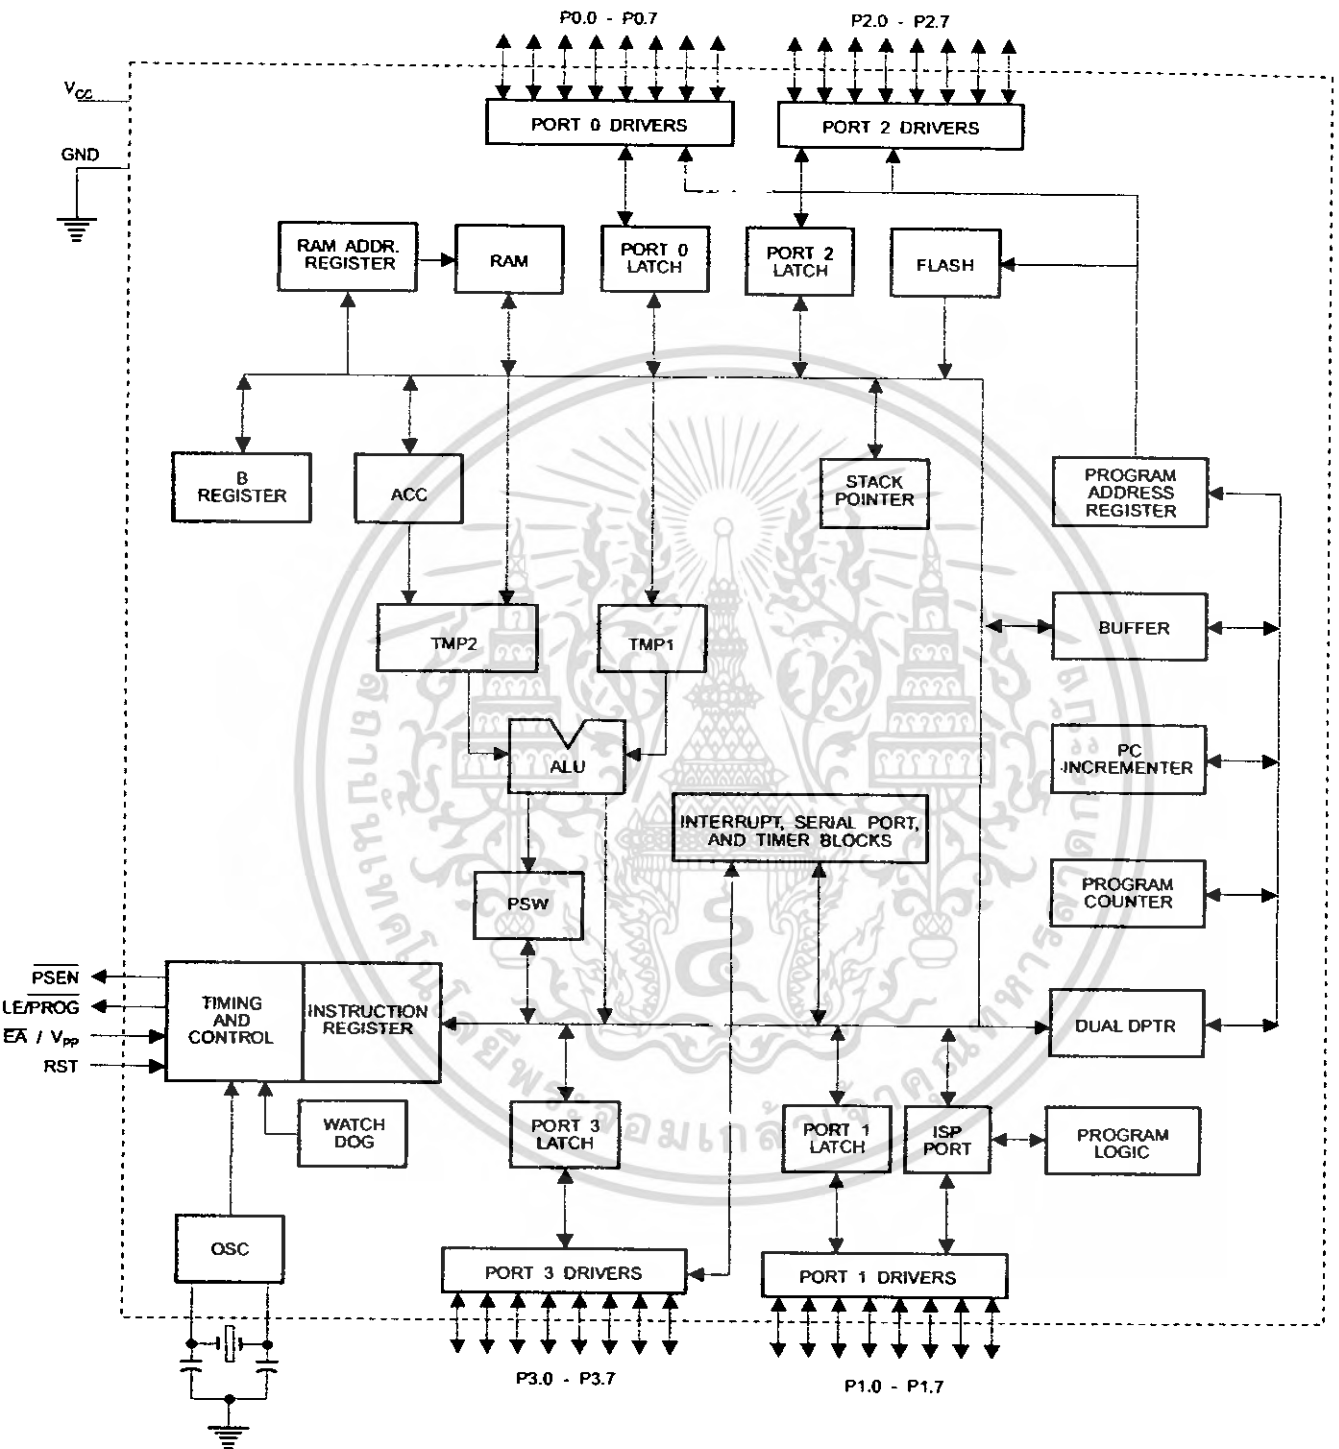 P0.0 - P0.7
P2.0 - P2.7
VCC
PORT 0 DRIVERS
PORT 2 DRIVERS
GND
RAM ADDR.
REGISTER
RAM
PORT 0
LATCH
PORT 2
LATCH
FLASH
B
REGISTER
ACC
STACK
POINTER
PROGRAM
ADDRESS
REGISTER
TMP2
TMP1
BUFFER
ALU
PC
INCREMENTER
INTERRUPT, SERIAL PORT,
AND TIMER BLOCKS
PSW
PROGRAM
COUNTER
PSEN
LE/PROG
EA / VPP
RST
TIMING
AND
CONTROL
INSTRUCTION
REGISTER
DUAL DPTR
WATCH
DOG
PORT 3
LATCH
PORT 1
LATCH
ISP
PORT
PROGRAM
LOGIC
OSC
PORT 3 DRIVERS
PORT 1 DRIVERS
P3.0 - P3.7
P1.0 - P1.7